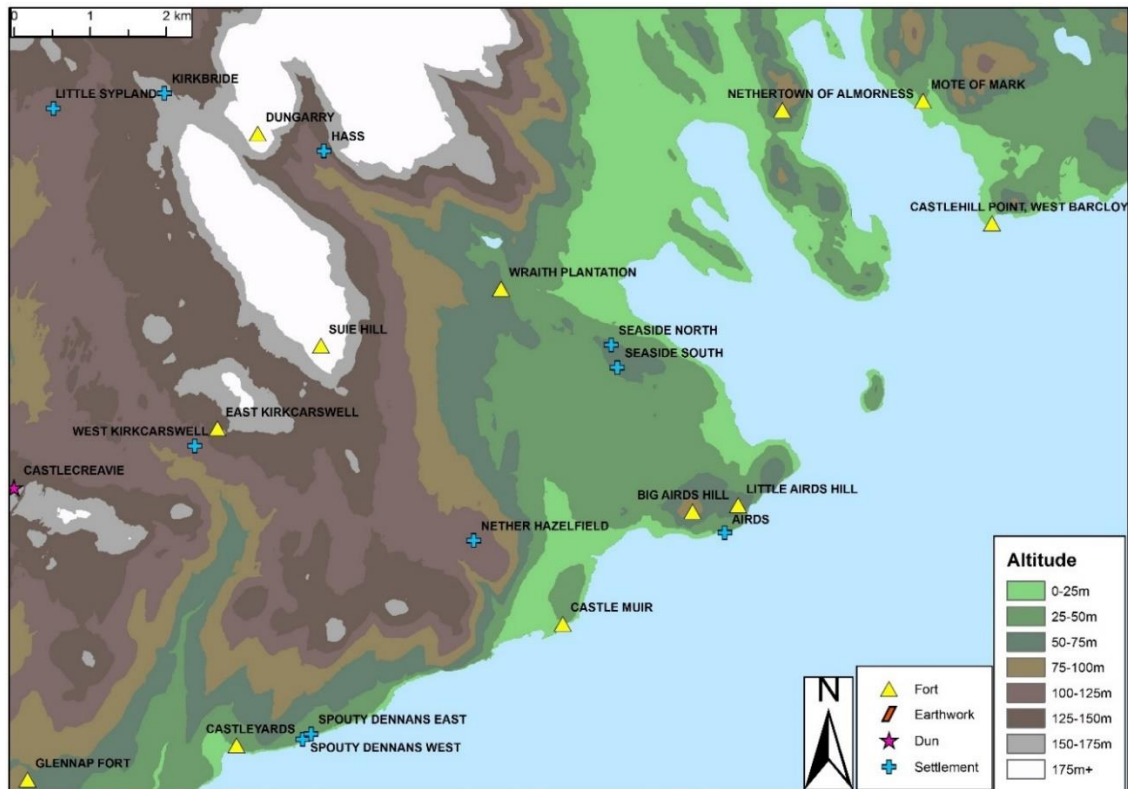 0 2 km
KIRKBRIDE
LITTLE SYPLAND
DUNGARRY
HASS
NETHERTOWN OF ALMORNESS
MOTE OF MARK
CASTLEHILL POINT, WEST BARCLOY
WRAITH PLANTATION
SUIE HILL
SEASIDE NORTH
SEASIDE SOUTH
EAST KIRKCARSWELL
WEST KIRKCARSWELL
CASTLECREAVIE
BIG AIRDS HILL
LITTLE AIRDS HILL
AIRDS
NETHER HAZELFIELD
CASTLE MUIR
CASTLEYARDS
SPOUTY DENNANS EAST
SPOUTY DENNANS WEST
GLENNAP FORT
N
Fort
Earthwork
Dun
Settlement
Altitude
0-25m
25-50m
50-75m
75-100m
100-125m
125-150m
150-175m
175m+